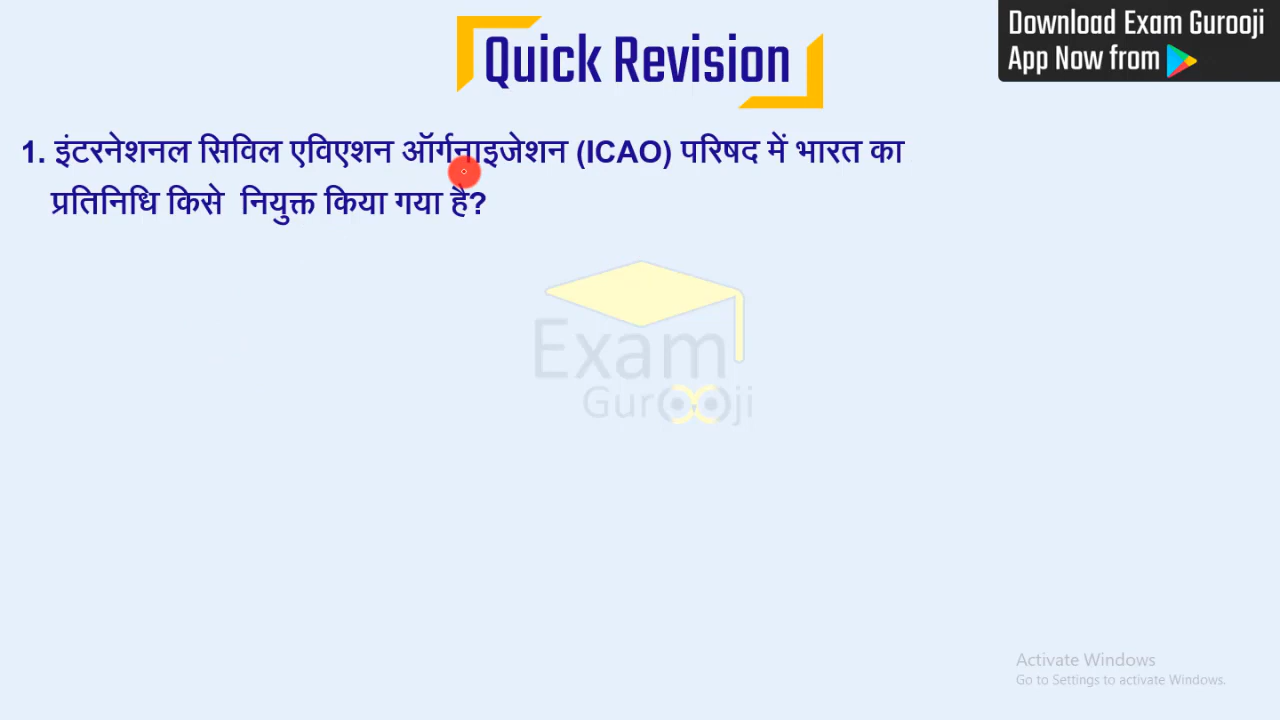 Quick Revision
Download Exam Gurooji
App Now from
1. इंटरनेशनल सिविल एविएशन ऑर्गनाइजेशन (ICAO) परिषद में भारत का
प्रतिनिधि किसे नियुक्त किया गया है?
Exam
Gurooji
Activate Windows
Go to Settings to activate Windows.